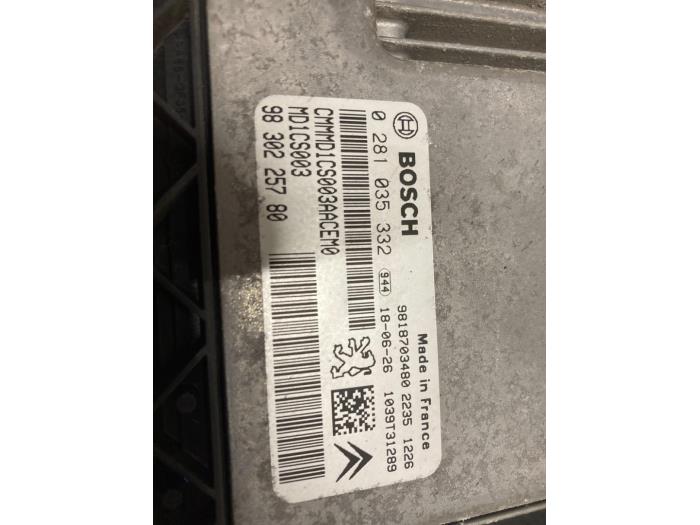 BOSCH
Made in France
0 281 035 332
9818703480 2235 1226
944
18-06-26
1039T31289
CMMMD1CS003AACEM0
MD1CS003
98 302 257 80